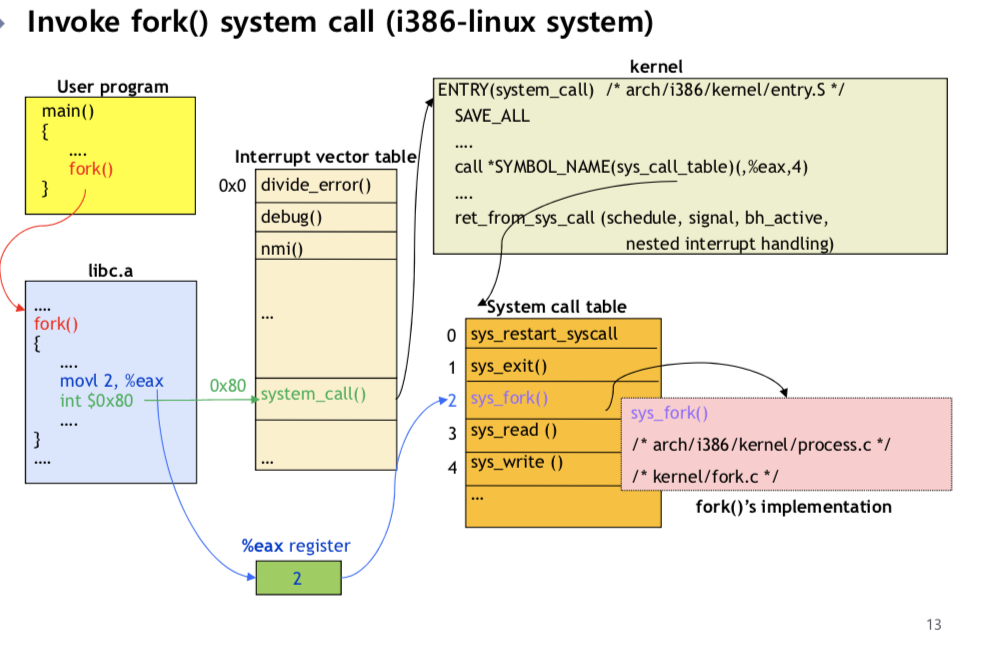 Invoke fork() system call (i386-linux system)
User program
main()
{
....
fork()
}
libc.a
....
fork()
{
....
movl 2, %eax
int $0x80
....
}
....
Interrupt vector table
0x0
divide_error()
debug()
nmi()
...
0x80
system_call()
...
%eax register
2
kernel
ENTRY(system_call) /* arch/i386/kernel/entry.S */
SAVE_ALL
....
call *SYMBOL_NAME(sys_call_table)(,%eax,4)
....
ret_from_sys_call (schedule, signal, bh_active,
nested interrupt handling)
System call table
0 sys_restart_syscall
1 sys_exit()
2 sys_fork()
3 sys_read ()
4 sys_write ()
...
sys_fork()
/* arch/i386/kernel/process.c */
/* kernel/fork.c */
fork()'s implementation
13